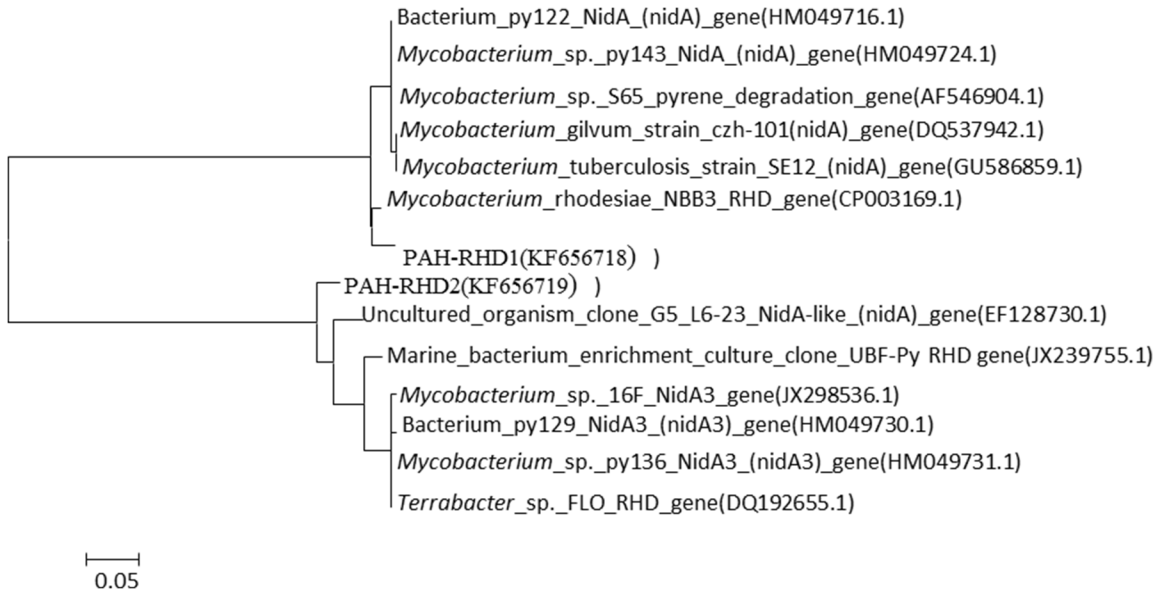 Bacterium_py122_NidA_(nidA)_gene(HM049716.1)
Mycobacterium_sp._py143_NidA_(nidA)_gene(HM049724.1)
Mycobacterium_sp._S65_pyrene_degradation_gene(AF546904.1)
Mycobacterium_gilvum_strain_czh-101(nidA)_gene(DQ537942.1)
Mycobacterium_tuberculosis_strain_SE12_(nidA)_gene(GU586859.1)
Mycobacterium_rhodesiae_NBB3_RHD_gene(CP003169.1)
PAH-RHD1(KF656718) )
PAH-RHD2(KF656719) )
Uncultured_organism_clone_G5_L6-23_NidA-like_(nidA)_gene(EF128730.1)
Marine_bacterium_enrichment_culture_clone_UBF-Py RHD gene(JX239755.1)
Mycobacterium_sp._16F_NidA3_gene(JX298536.1)
Bacterium_py129_NidA3_(nidA3)_gene(HM049730.1)
Mycobacterium_sp._py136_NidA3_(nidA3)_gene(HM049731.1)
Terrabacter_sp._FLO_RHD_gene(DQ192655.1)
0.05